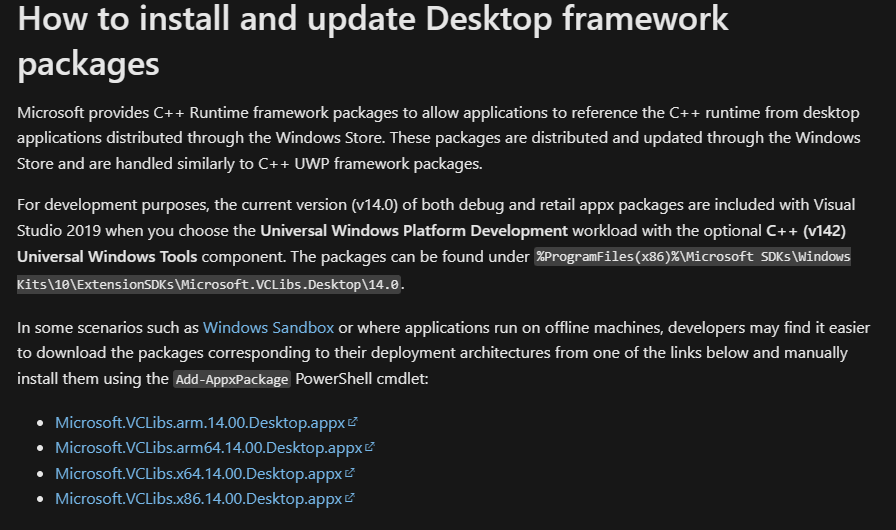 How to install and update Desktop framework
packages
Microsoft provides C++ Runtime framework packages to allow applications to reference the C++ runtime from desktop
applications distributed through the Windows Store. These packages are distributed and updated through the Windows
Store and are handled similarly to C++ UWP framework packages.
For development purposes, the current version (v14.0) of both debug and retail appx packages are included with Visual
Studio 2019 when you choose the Universal Windows Platform Development workload with the optional C++ (v142)
Universal Windows Tools component. The packages can be found under %ProgramFiles(x86)%\Microsoft SDKs\Windows
Kits\10\ExtensionSDKs\Microsoft.VCLibs.Desktop\14.0.
In some scenarios such as Windows Sandbox or where applications run on offline machines, developers may find it easier
to download the packages corresponding to their deployment architectures from one of the links below and manually
install them using the Add-AppxPackage PowerShell cmdlet:
• Microsoft.VCLibs.arm.14.00.Desktop.appx
• Microsoft.VCLibs.arm64.14.00.Desktop.appx
• Microsoft.VCLibs.x64.14.00.Desktop.appx
• Microsoft.VCLibs.x86.14.00.Desktop.appx